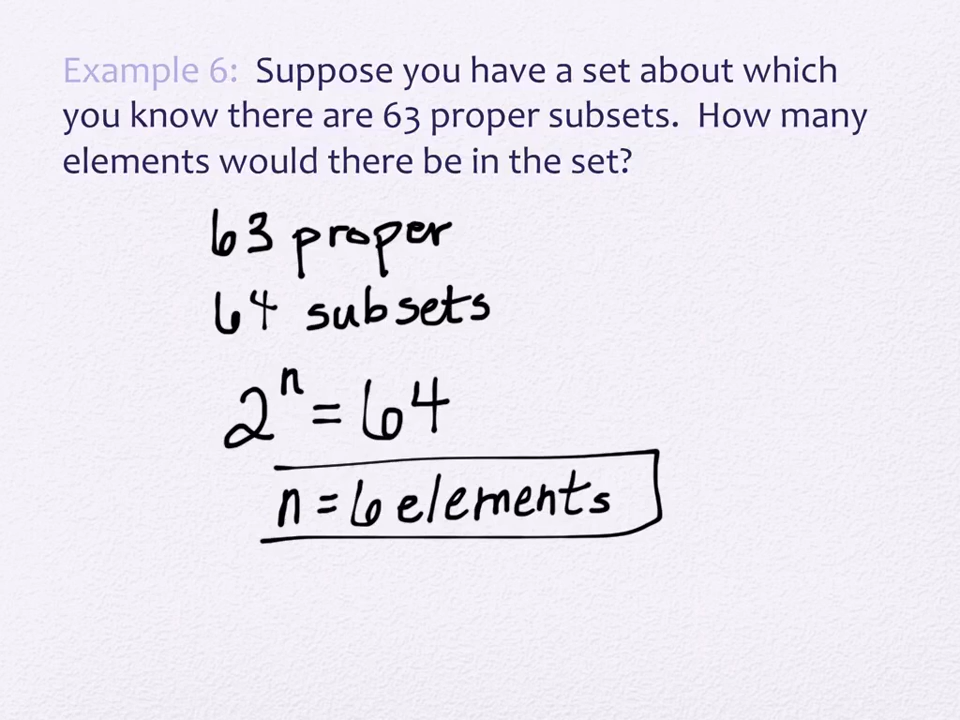 Example 6: Suppose you have a set about which
you know there are 63 proper subsets. How many
elements would there be in the set?
63 proper
64 subsets
2ⁿ = 64
n = 6 elements